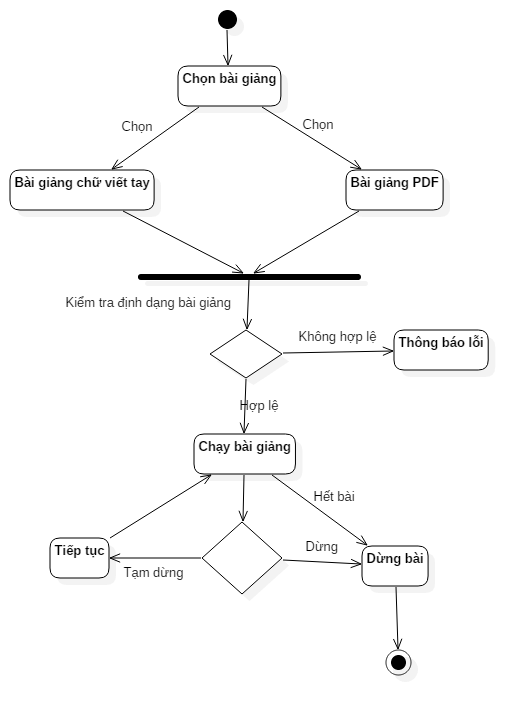 Chọn bài giảng
Chọn
Chọn
Bài giảng chữ viết tay
Bài giảng PDF
Kiểm tra định dạng bài giảng
Không hợp lệ
Thông báo lỗi
Hợp lệ
Chạy bài giảng
Hết bài
Tiếp tục
Dừng
Dừng bài
Tạm dừng